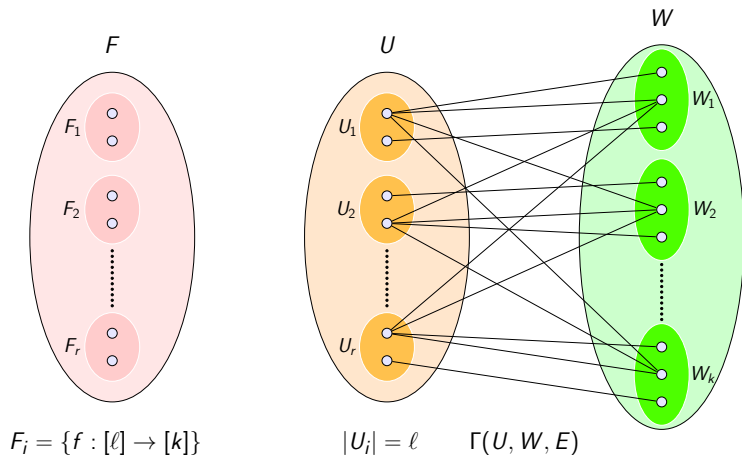 F U W
F₁ U₁ W₁
F₂ U₂ W₂
Fᵣ Uᵣ Wₖ
Fᵢ = {f : [ℓ] → [k]} |Uᵢ| = ℓ Γ(U, W, E)